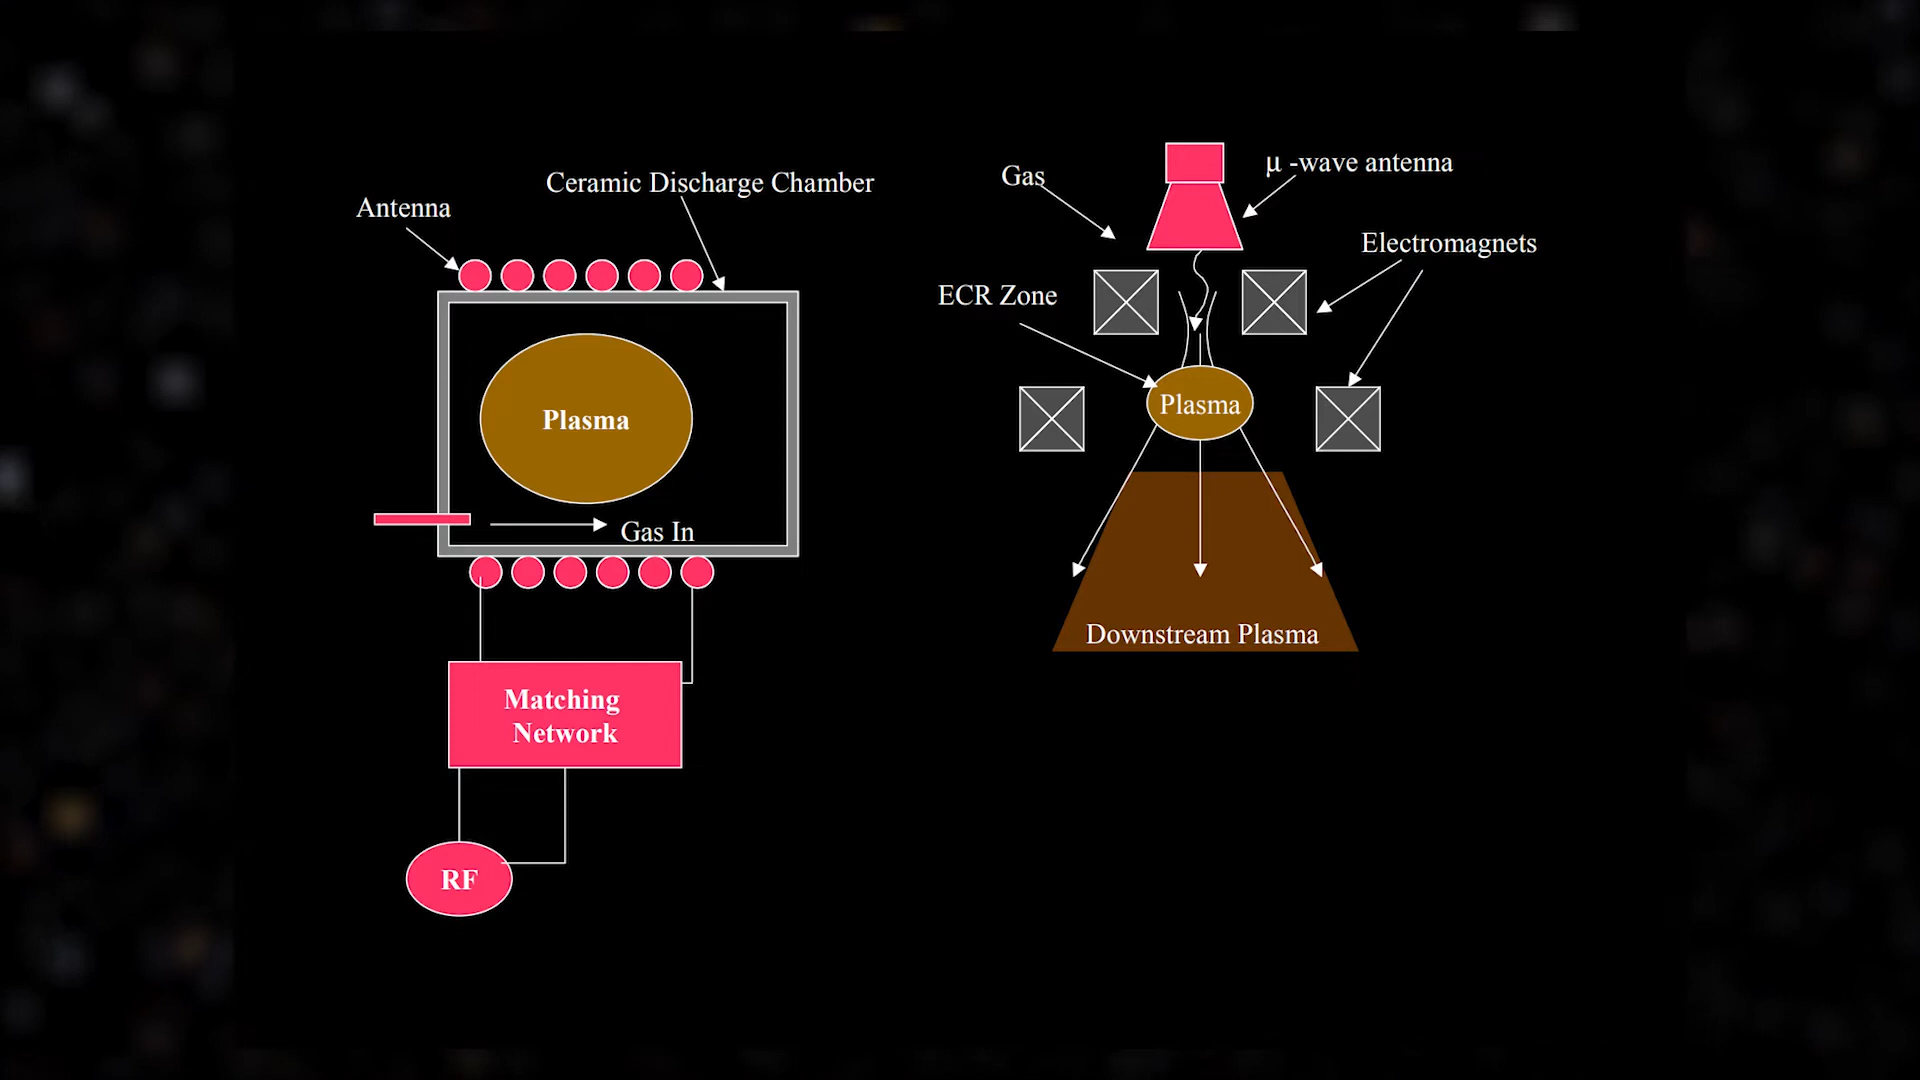 Antenna
Ceramic Discharge Chamber
Plasma
Gas In
Matching
Network
RF
Gas
μ -wave antenna
Electromagnets
ECR Zone
Plasma
Downstream Plasma